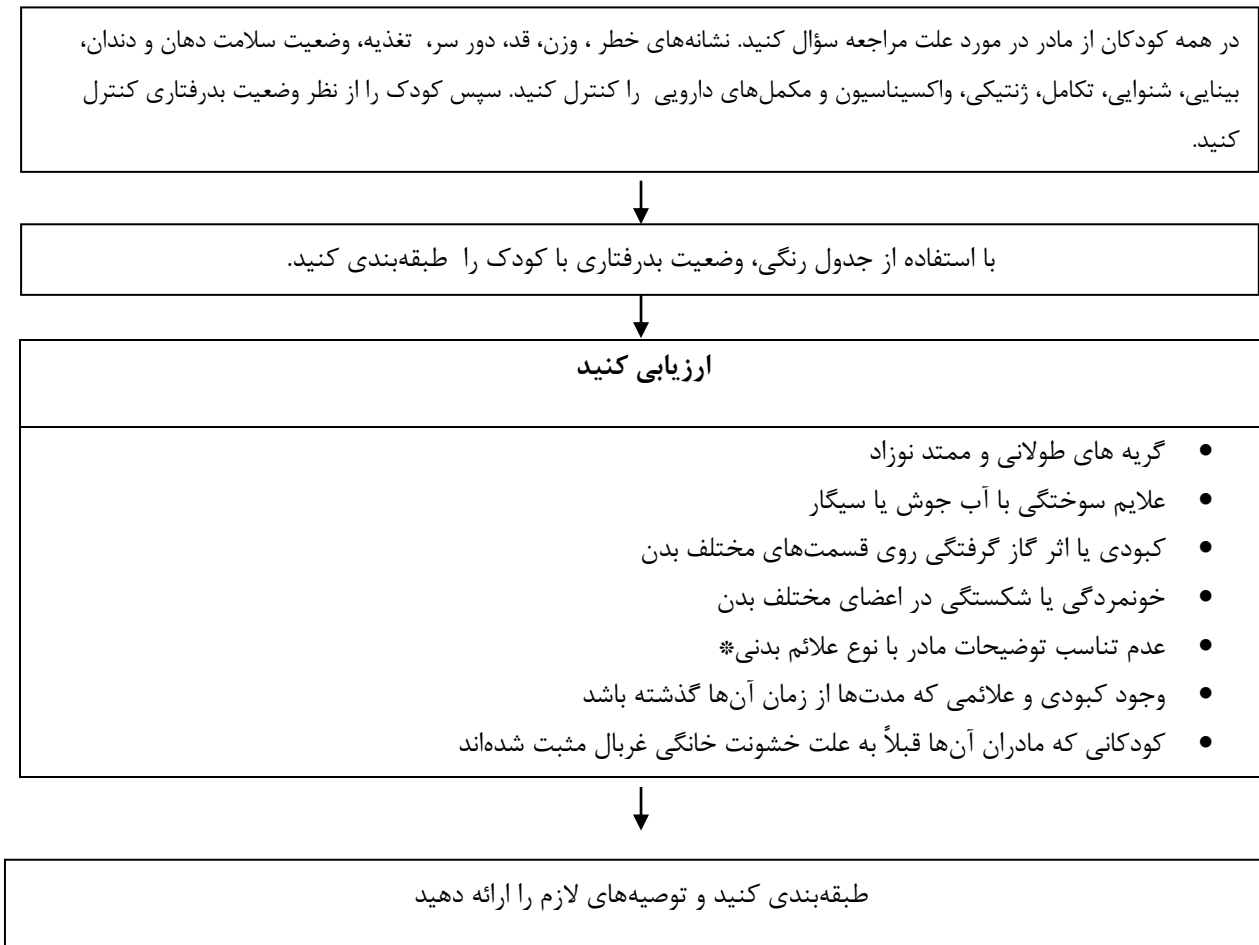 در همه کودکان از مادر در مورد علت مراجعه سؤال کنید. نشانه‌های خطر ، وزن، قد، دور سر، تغذیه، وضعیت سلامت دهان و دندان،
بینایی، شنوایی، تکامل، ژنتیکی، واکسیناسیون و مکمل‌های دارویی را کنترل کنید. سپس کودک را از نظر وضعیت بدرفتاری کنترل
کنید.
با استفاده از جدول رنگی، وضعیت بدرفتاری با کودک را طبقه‌بندی کنید.
ارزیابی کنید
• گریه های طولانی و ممتد نوزاد
• علایم سوختگی با آب جوش یا سیگار
• کبودی یا اثر گاز گرفتگی روی قسمت‌های مختلف بدن
• خونمردگی یا شکستگی در اعضای مختلف بدن
• عدم تناسب توضیحات مادر با نوع علائم بدنی*
• وجود کبودی و علائمی که مدت‌ها از زمان آن‌ها گذشته باشد
• کودکانی که مادران آن‌ها قبلاً به علت خشونت خانگی غربال مثبت شده‌اند
طبقه‌بندی کنید و توصیه‌های لازم را ارائه دهید